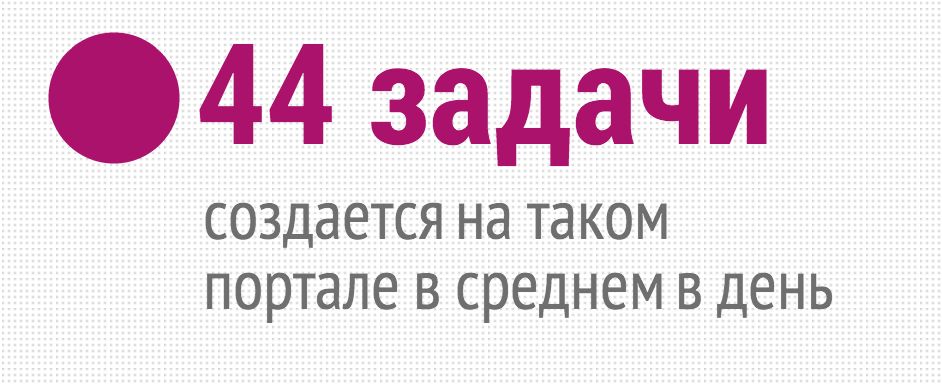 44 задачи
создается на таком
портале в среднем в день